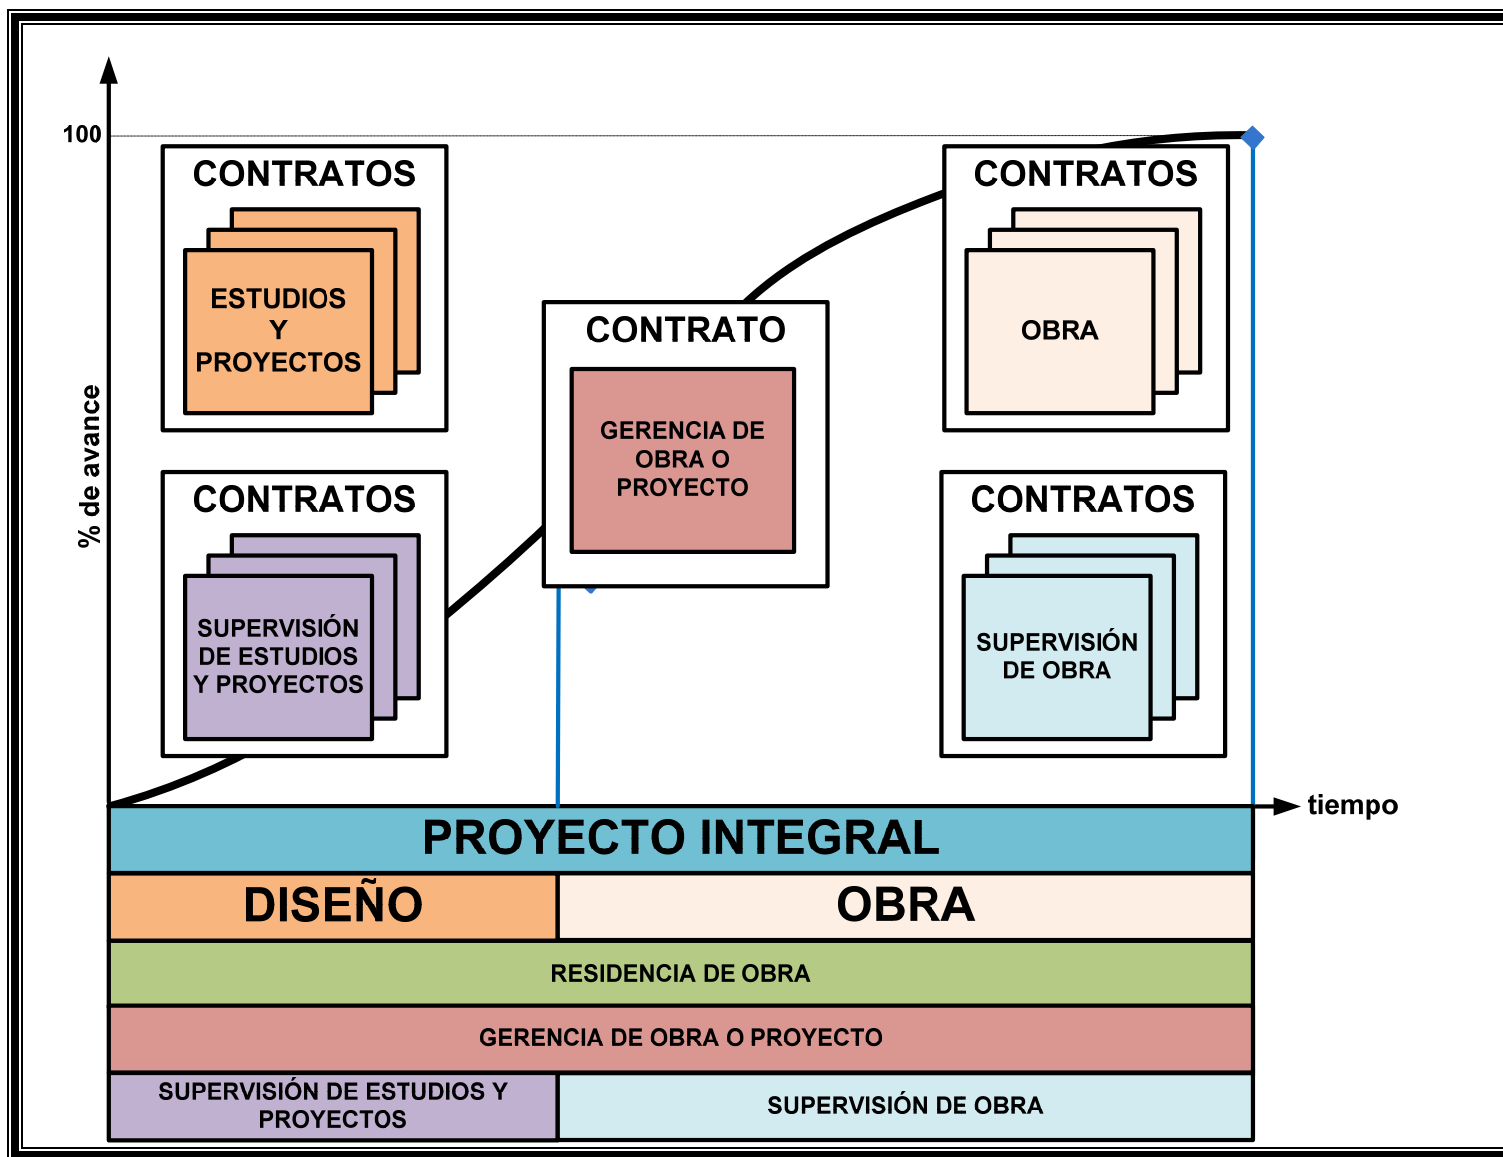 100
% de avance
CONTRATOS
ESTUDIOS
Y
PROYECTOS
CONTRATOS
SUPERVISIÓN
DE ESTUDIOS
Y PROYECTOS
CONTRATO
GERENCIA DE
OBRA O
PROYECTO
CONTRATOS
OBRA
CONTRATOS
SUPERVISIÓN
DE OBRA
tiempo
PROYECTO INTEGRAL
DISEÑO
OBRA
RESIDENCIA DE OBRA
GERENCIA DE OBRA O PROYECTO
SUPERVISIÓN DE ESTUDIOS Y
PROYECTOS
SUPERVISIÓN DE OBRA